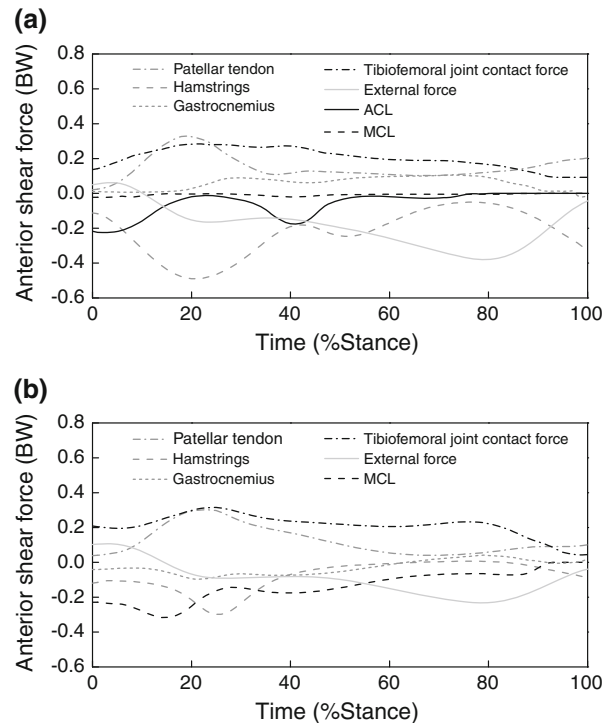 (a)
Anterior shear force (BW)
0.8
0.6
0.4
0.2
0.0
-0.2
-0.4
-0.6
Patellar tendon
Hamstrings
Gastrocnemius
Tibiofemoral joint contact force
External force
ACL
MCL
0 20 40 60 80 100
Time (%Stance)
(b)
Anterior shear force (BW)
0.8
0.6
0.4
0.2
0.0
-0.2
-0.4
-0.6
Patellar tendon
Hamstrings
Gastrocnemius
Tibiofemoral joint contact force
External force
MCL
0 20 40 60 80 100
Time (%Stance)